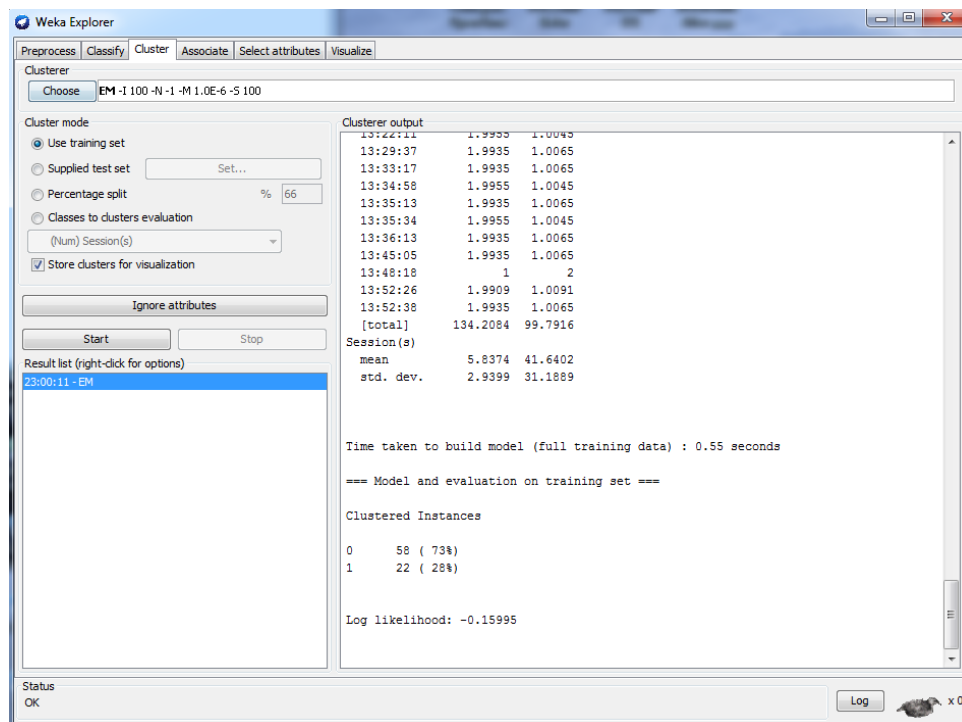 Weka Explorer
Preprocess Classify Cluster Associate Select attributes Visualize
Clusterer
Choose EM -I 100 -N -1 -M 1.0E-6 -S 100
Cluster mode
Use training set
Supplied test set Set...
Percentage split % 66
Classes to clusters evaluation
(Num) Session(s)
Store clusters for visualization
Ignore attributes
Start Stop
Result list (right-click for options)
23:00:11 - EM
Clusterer output
13:22:11 1.9955 1.0045
13:29:37 1.9935 1.0065
13:33:17 1.9935 1.0065
13:34:58 1.9955 1.0045
13:35:13 1.9935 1.0065
13:35:34 1.9955 1.0045
13:36:13 1.9935 1.0065
13:45:05 1.9935 1.0065
13:48:18 1 2
13:52:26 1.9909 1.0091
13:52:38 1.9935 1.0065
[total] 134.2084 99.7916
Session(s)
mean 5.8374 41.6402
std. dev. 2.9399 31.1889
Time taken to build model (full training data) : 0.55 seconds
=== Model and evaluation on training set ===
Clustered Instances
0 58 ( 73%)
1 22 ( 28%)
Log likelihood: -0.15995
Status
OK
Log x 0